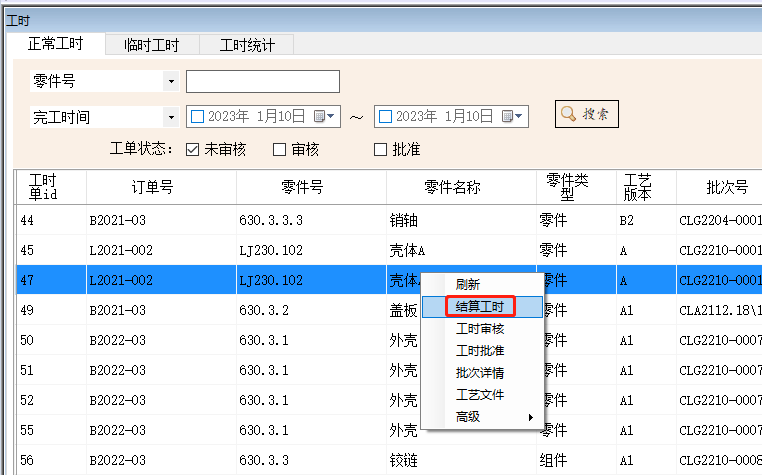 工时
正常工时 临时工时 工时统计
零件号
完工时间 2023年 1月10日 ~ 2023年 1月10日 搜索
工单状态： 未审核 审核 批准
工时单id 订单号 零件号 零件名称 零件类型 工艺版本 批次号
44 B2021-03 630.3.3.3 销轴 零件 B2 CLG2204-0001
45 L2021-002 LJ230.102 壳体A 零件 A CLG2210-0001
47 L2021-002 LJ230.102 壳体A 零件 A CLG2210-0001
49 B2021-03 630.3.2 盖板 零件 A1 CLA2112.18\1
50 B2022-03 630.3.1 外壳 零件 A1 CLG2210-0007
51 B2022-03 630.3.1 外壳 零件 A1 CLG2210-0007
52 B2022-03 630.3.1 外壳 零件 A1 CLG2210-0007
55 B2022-03 630.3.1 外壳 零件 A1 CLG2210-0007
56 B2022-03 630.3.3 铰链 组件 A1 CLG2210-0008
刷新
结算工时
工时审核
工时批准
批次详情
工艺文件
高级